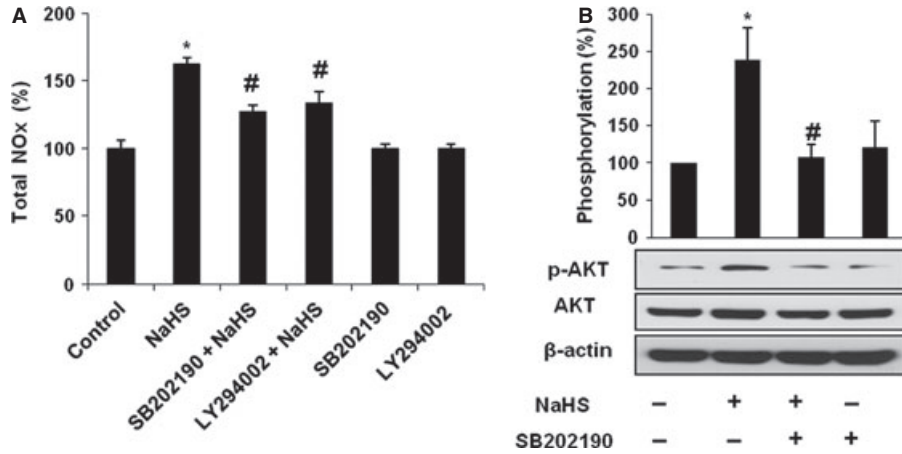 A
Total NOx (%)
200
150
100
50
0
*
#
#
Control
NaHS
SB202190 + NaHS
LY294002 + NaHS
SB202190
LY294002
B
Phosphorylation (%)
300
250
200
150
100
50
0
*
#
p-AKT
AKT
β-actin
NaHS – + + –
SB202190 – – + +